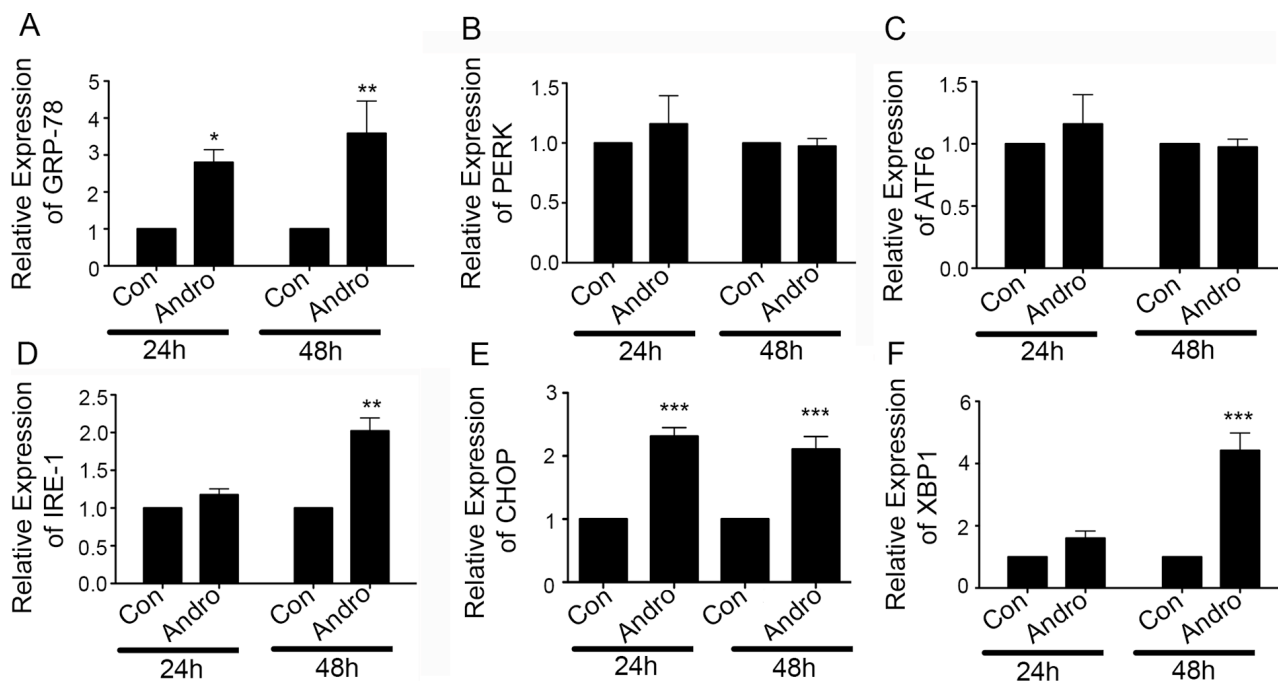 A
Relative Expression
of GRP-78
5
4
3
2
1
0
*
**
Con
Andro
Con
Andro
24h
48h
B
Relative Expression
of PERK
1.5
1.0
0.5
0.0
Con
Andro
Con
Andro
24h
48h
C
Relative Expression
of ATF6
1.5
1.0
0.5
0.0
Con
Andro
Con
Andro
24h
48h
D
Relative Expression
of IRE-1
2.5
2.0
1.5
1.0
0.5
0.0
**
Con
Andro
Con
Andro
24h
48h
E
Relative Expression
of CHOP
3
2
1
0
***
***
Con
Andro
Con
Andro
24h
48h
F
Relative Expression
of XBP1
6
4
2
0
***
Con
Andro
Con
Andro
24h
48h